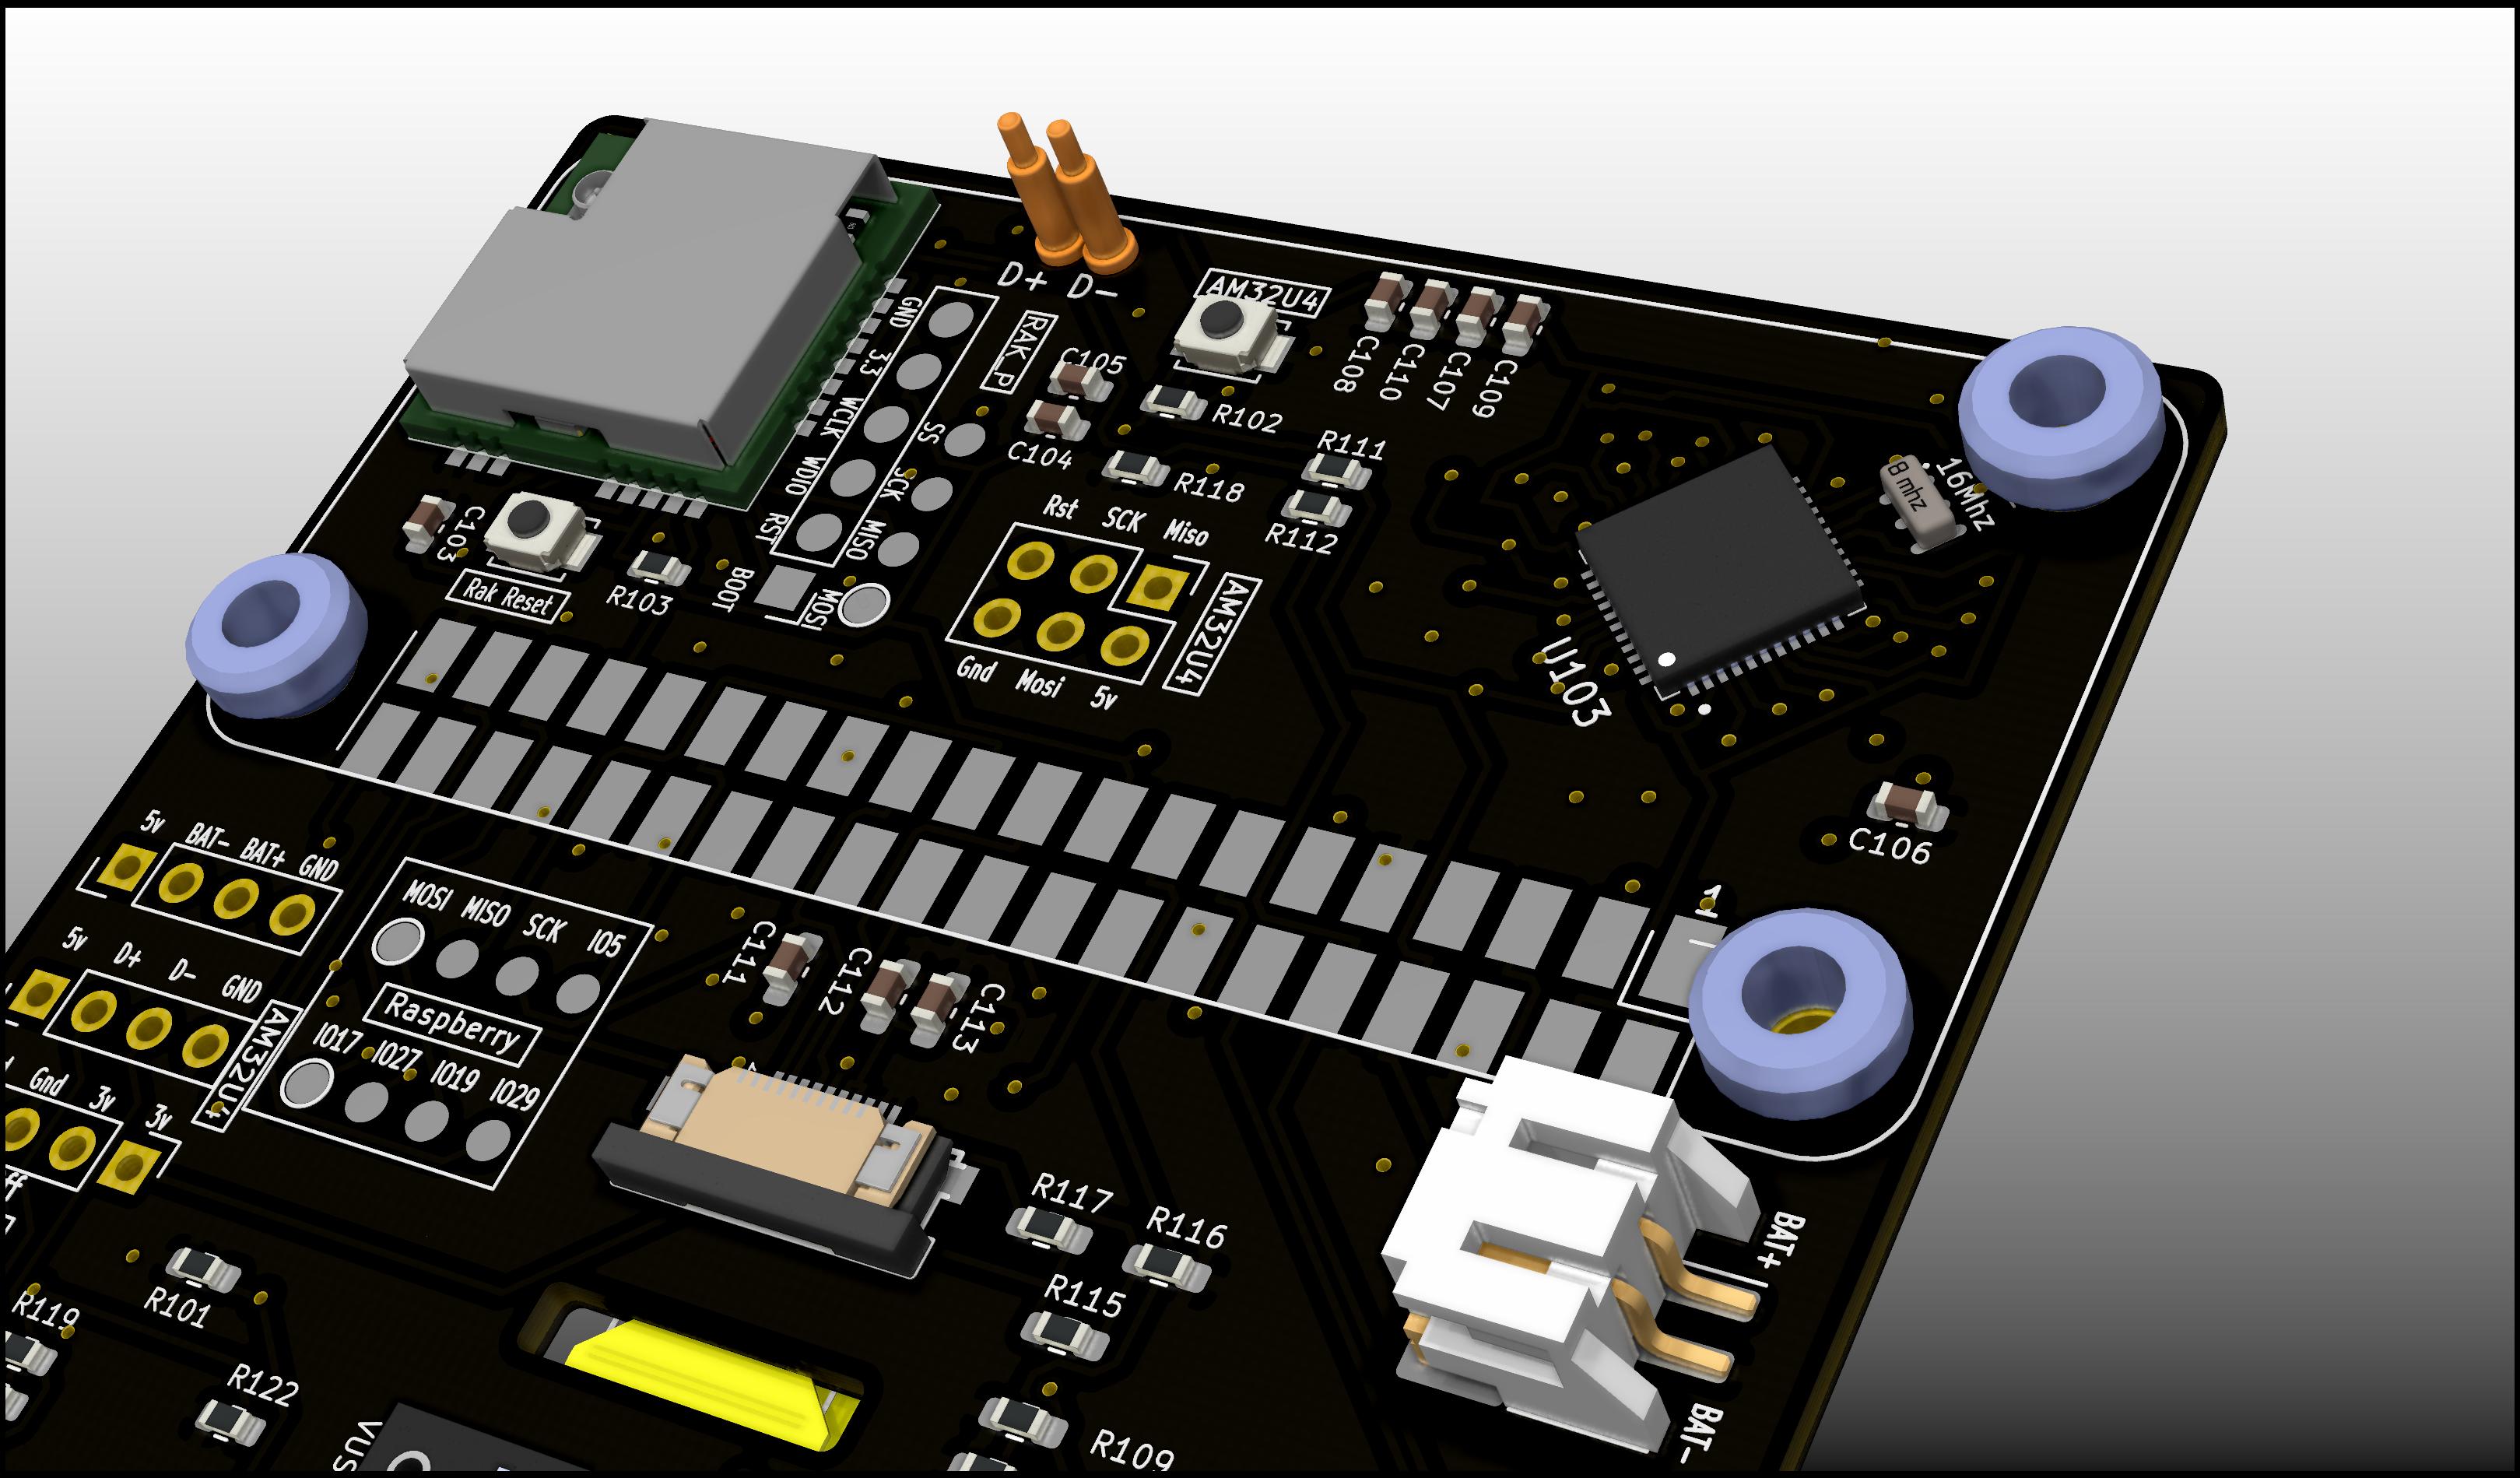 D+ D-
AM32U4
GND
3.3
WCLK
WDIO
RST
RAK_P
SS
SCK
MISO
MOSI
BOOT
C105
C104
R102
R118
C108
C110
C107
C109
R111
R112
8 mhz
16Mhz
C103
Rak Reset
R103
Rst SCK Miso
Gnd Mosi 5v
AM32U4
U103
C106
1
5v BAT- BAT+ GND
5v D+ D- GND
AM32U4
Gnd 3v 3v
MOSI MISO SCK IO5
Raspberry
IO17 IO27 IO19 IO29
C111
C112
C113
R117
R116
R115
R109
BAT+
BAT-
R101
R119
R122
VUS